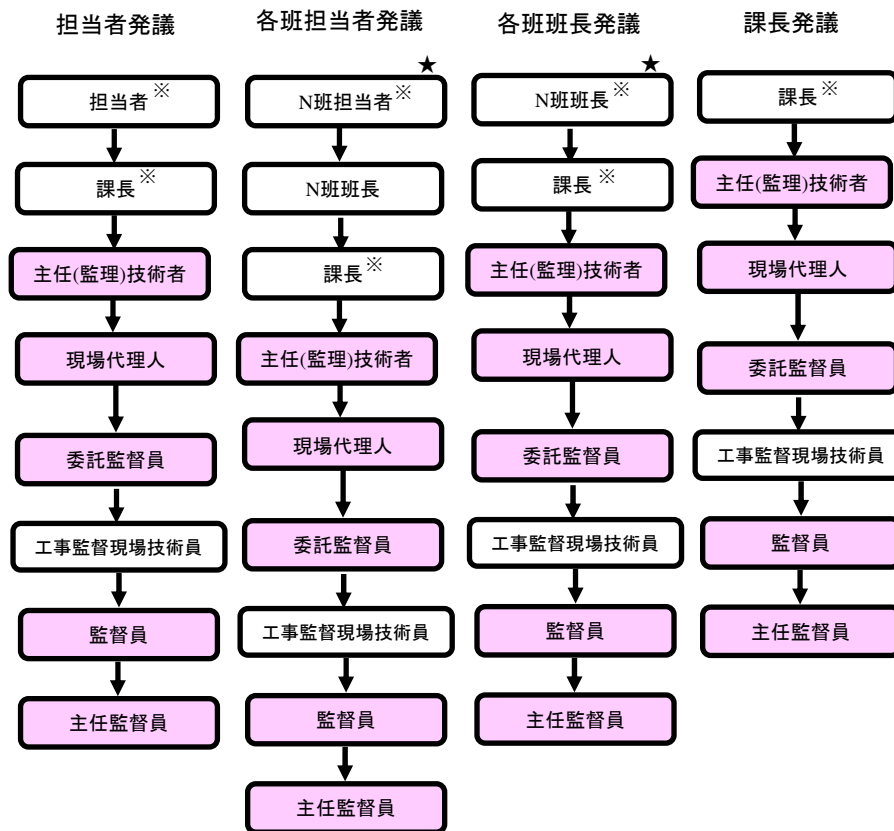 担当者発議
担当者※
課長※
主任(監理)技術者
現場代理人
委託監督員
工事監督現場技術員
監督員
主任監督員
各班担当者発議
★
N班担当者※
N班班長
課長※
主任(監理)技術者
現場代理人
委託監督員
工事監督現場技術員
監督員
主任監督員
各班班長発議
★
N班班長※
課長※
主任(監理)技術者
現場代理人
委託監督員
工事監督現場技術員
監督員
主任監督員
課長発議
課長※
主任(監理)技術者
現場代理人
委託監督員
工事監督現場技術員
監督員
主任監督員